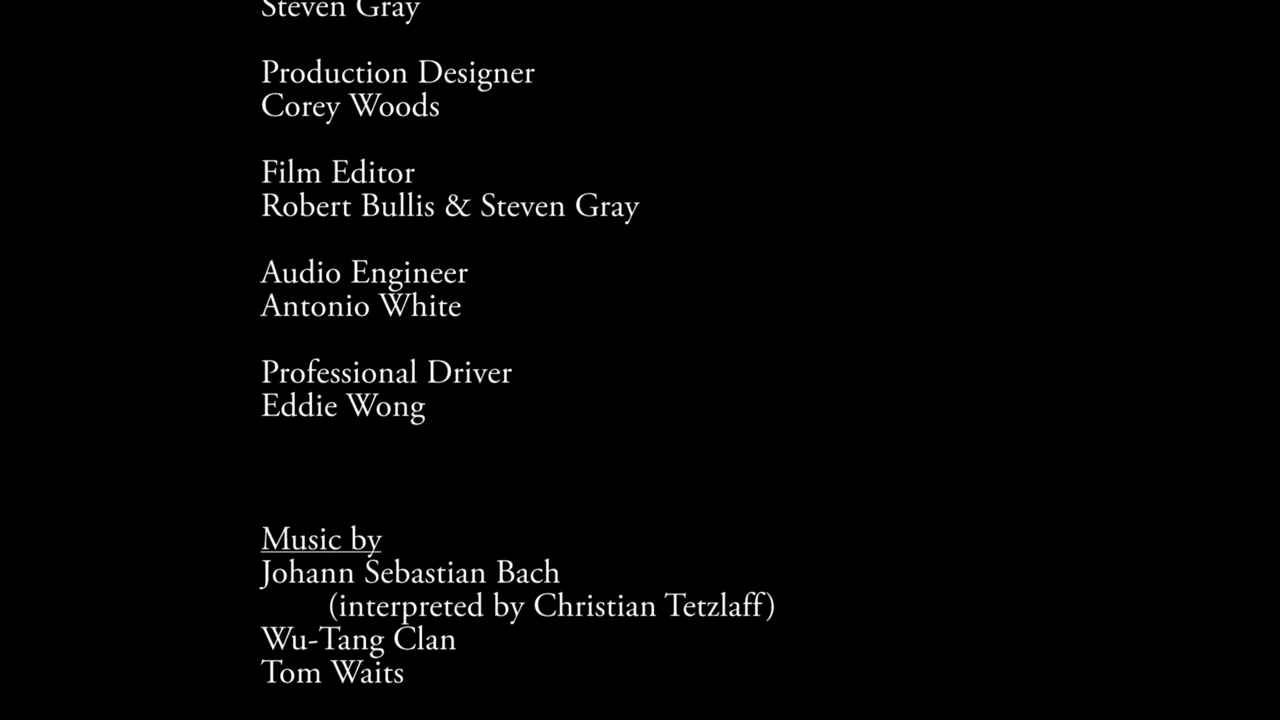 Steven Gray
Production Designer
Corey Woods
Film Editor
Robert Bullis & Steven Gray
Audio Engineer
Antonio White
Professional Driver
Eddie Wong
Music by
Johann Sebastian Bach
(interpreted by Christian Tetzlaff)
Wu-Tang Clan
Tom Waits